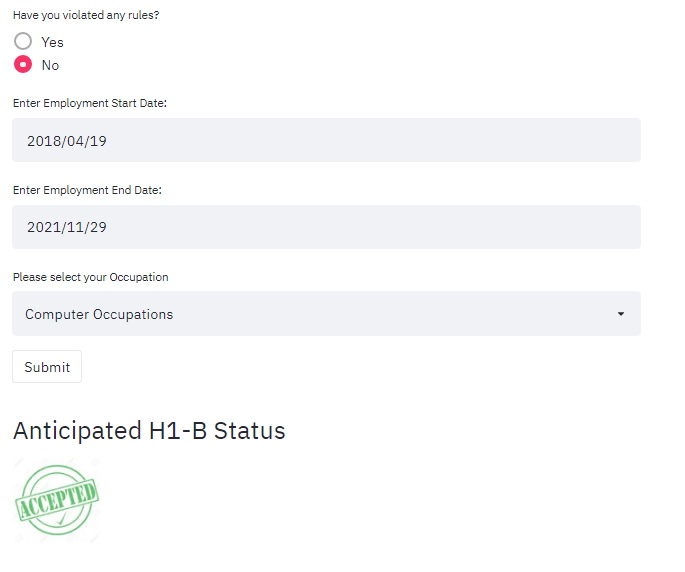 Have you violated any rules?
Yes
No
Enter Employment Start Date:
2018/04/19
Enter Employment End Date:
2021/11/29
Please select your Occupation
Computer Occupations
Submit
Anticipated H1-B Status
ACCEPTED